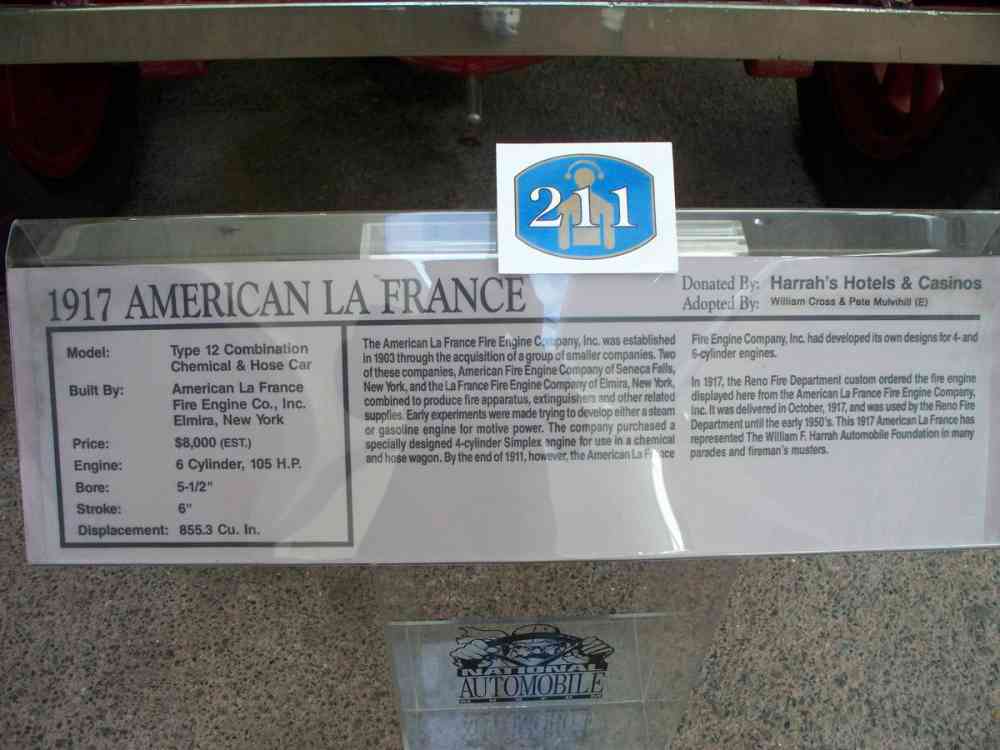 211
1917 AMERICAN LA FRANCE
Donated By: Harrah's Hotels & Casinos
Adopted By: William Cross & Pete Mulvihill (E)
Model: Type 12 Combination
Chemical & Hose Car
Built By: American La France
Fire Engine Co., Inc.
Elmira, New York
Price: $8,000 (EST.)
Engine: 6 Cylinder, 105 H.P.
Bore: 5-1/2"
Stroke: 6"
Displacement: 855.3 Cu. In.
The American La France Fire Engine Company, Inc. was established
in 1903 through the acquisition of a group of smaller companies. Two
of these companies, American Fire Engine Company of Seneca Falls,
New York, and the La France Fire Engine Company of Elmira, New York,
combined to produce fire apparatus, extinguishers and other related
supplies. Early experiments were made trying to develop either a steam
or gasoline engine for motive power. The company purchased a
specially designed 4-cylinder Simplex engine for use in a chemical
and hose wagon. By the end of 1911, however, the American La France
Fire Engine Company, Inc. had developed its own designs for 4- and
6-cylinder engines.
In 1917, the Reno Fire Department custom ordered the fire engine
displayed here from the American La France Fire Engine Company,
Inc. It was delivered in October, 1917, and was used by the Reno Fire
Department until the early 1950's. This 1917 American La France has
represented The William F. Harrah Automobile Foundation in many
parades and fireman's musters.
NATIONAL
AUTOMOBILE
MUSEUM